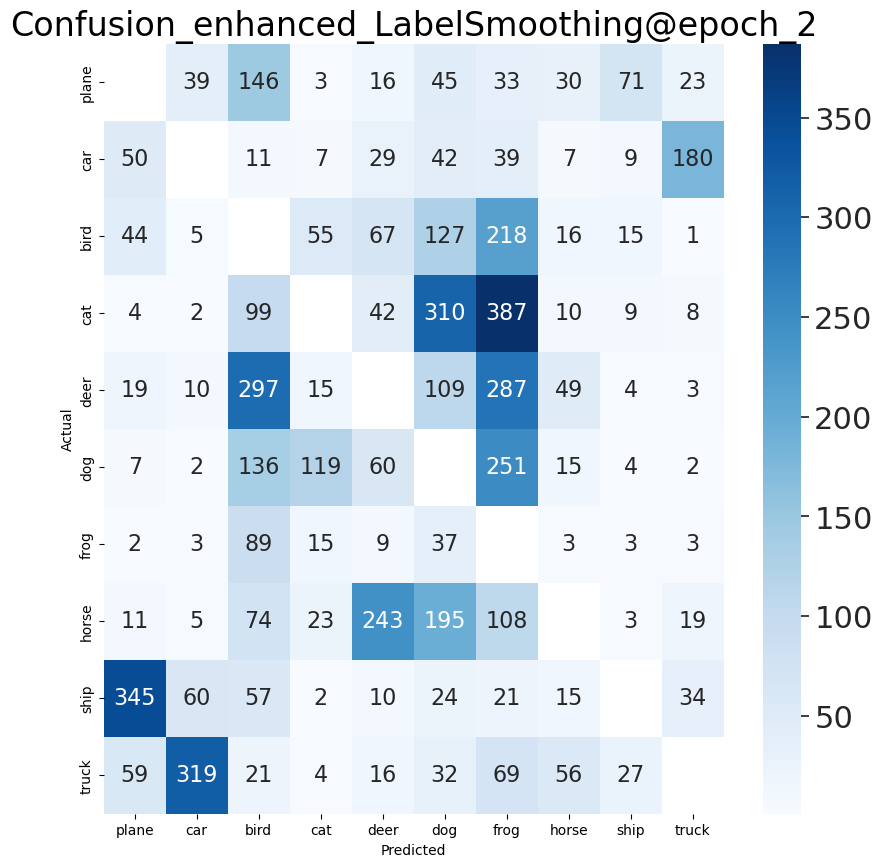 Confusion_enhanced_LabelSmoothing@epoch_2
plane 39 146 3 16 45 33 30 71 23
car 50 11 7 29 42 39 7 9 180
bird 44 5 55 67 127 218 16 15 1
cat 4 2 99 42 310 387 10 9 8
deer 19 10 297 15 109 287 49 4 3
dog 7 2 136 119 60 251 15 4 2
frog 2 3 89 15 9 37 3 3 3
horse 11 5 74 23 243 195 108 3 19
ship 345 60 57 2 10 24 21 15 34
truck 59 319 21 4 16 32 69 56 27
plane car bird cat deer dog frog horse ship truck
Predicted
Actual
350
300
250
200
150
100
50